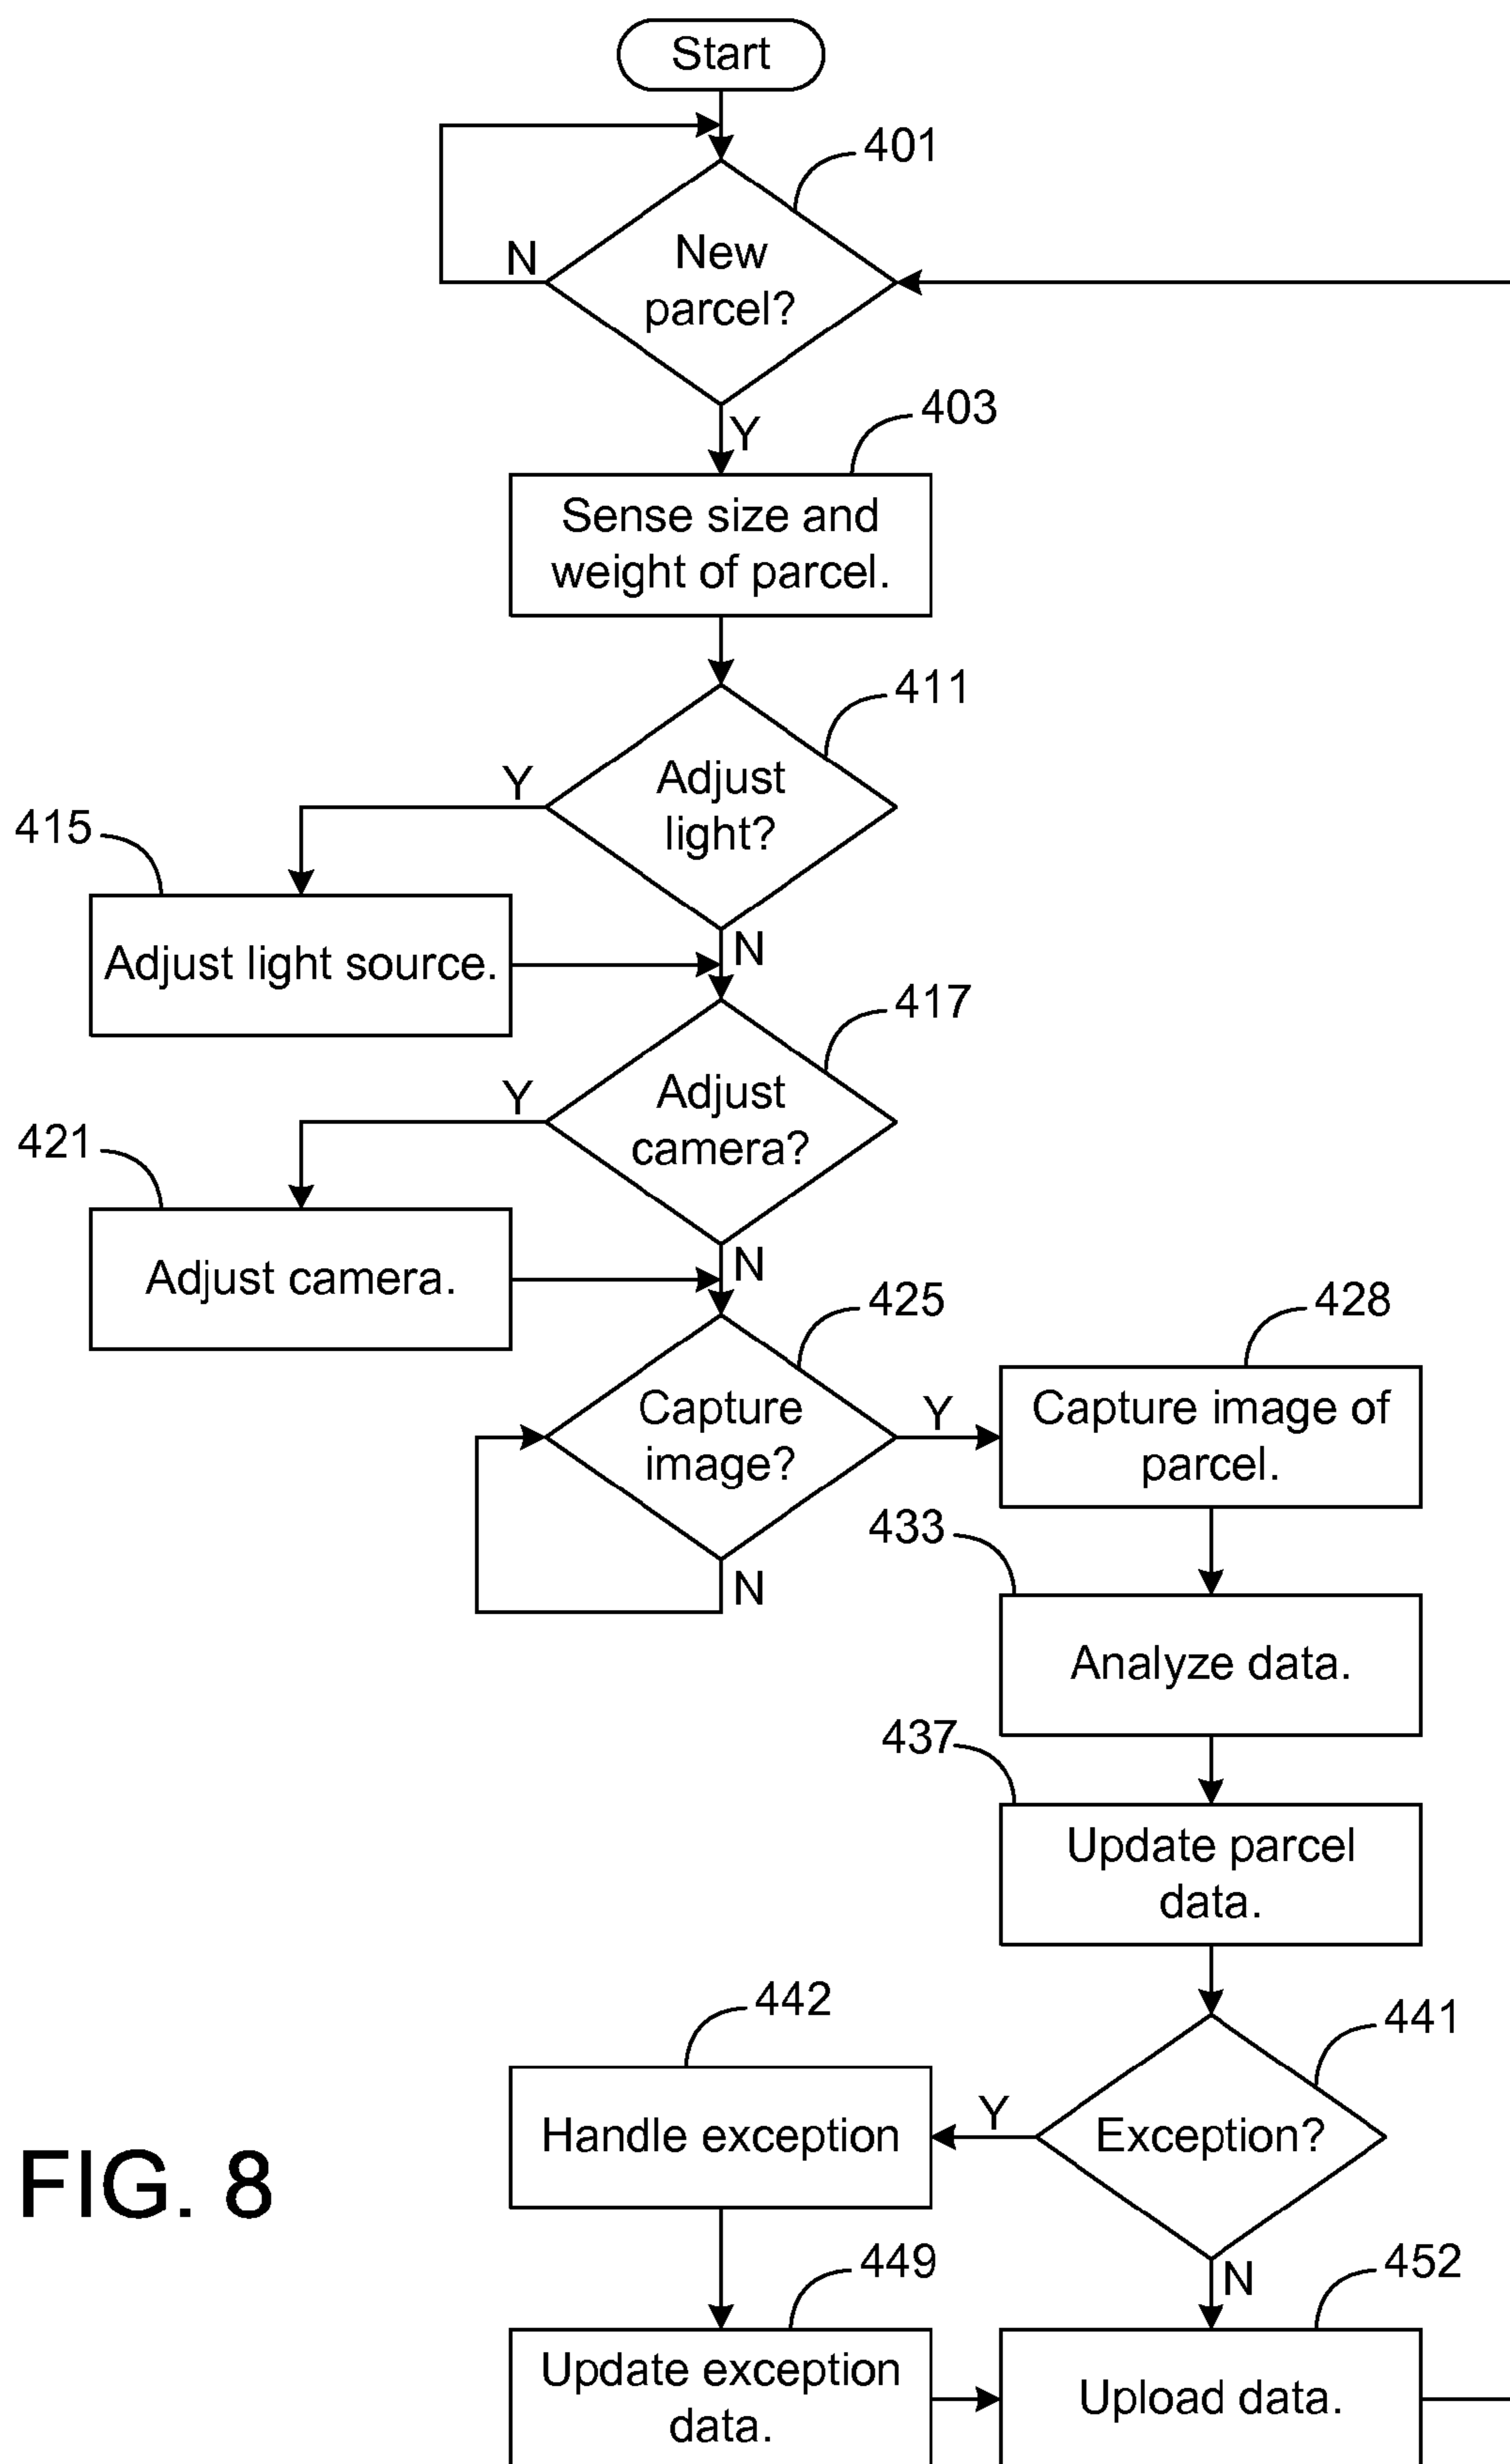 Start
401
New
parcel?
N
Y
403
Sense size and
weight of parcel.
411
Adjust
light?
Y
N
415
Adjust light source.
417
Adjust
camera?
Y
N
421
Adjust camera.
425
Capture
image?
Y
N
428
Capture image of
parcel.
433
Analyze data.
437
Update parcel
data.
441
Exception?
Y
N
442
Handle exception
449
Update exception
data.
452
Upload data.
FIG. 8